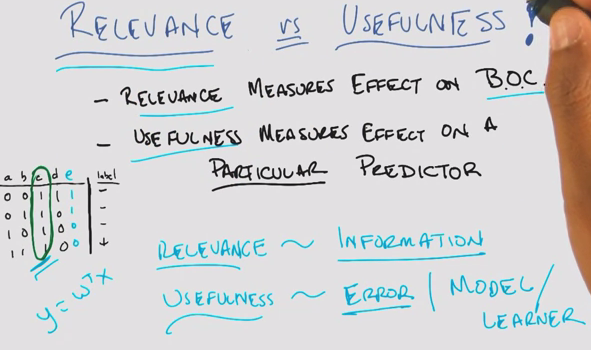 RELEVANCE vs USEFULNESS!
- RELEVANCE MEASURES EFFECT ON B.O.C.
- USEFULNESS MEASURES EFFECT ON A
PARTICULAR PREDICTOR
a b c d e label
0 0 1 1 1 -
0 1 1 0 1 -
1 0 1 0 -
1 1 1 0 0 +
y = wᵀx
RELEVANCE ~ INFORMATION
USEFULNESS ~ ERROR | MODEL/
LEARNER